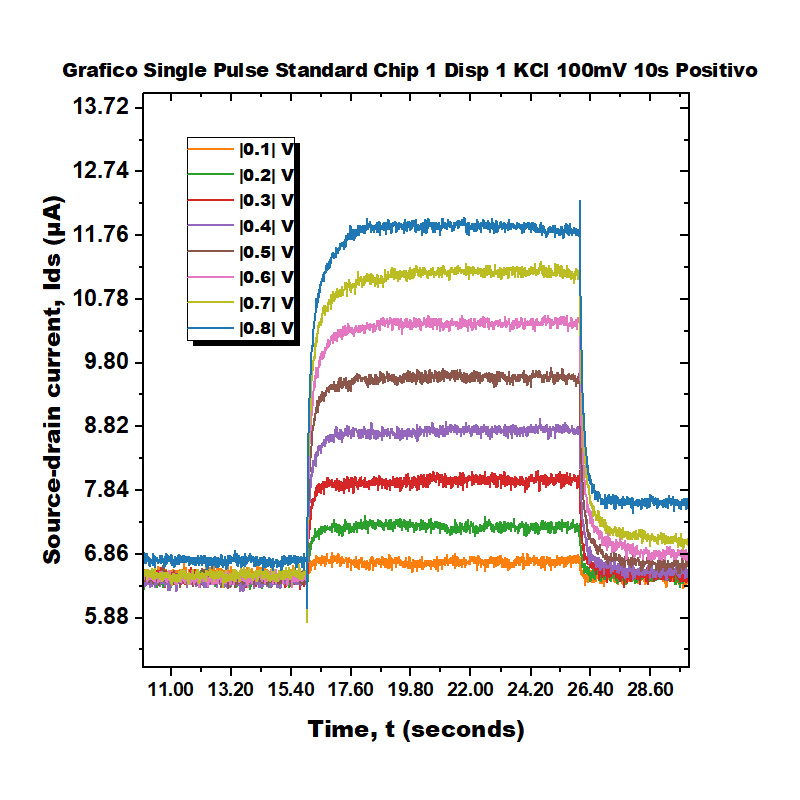 Grafico Single Pulse Standard Chip 1 Disp 1 KCl 100mV 10s Positivo
13.72
12.74
11.76
10.78
9.80
8.82
7.84
6.86
5.88
Source-drain current, Ids (µA)
|0.1| V
|0.2| V
|0.3| V
|0.4| V
|0.5| V
|0.6| V
|0.7| V
|0.8| V
11.00 13.20 15.40 17.60 19.80 22.00 24.20 26.40 28.60
Time, t (seconds)